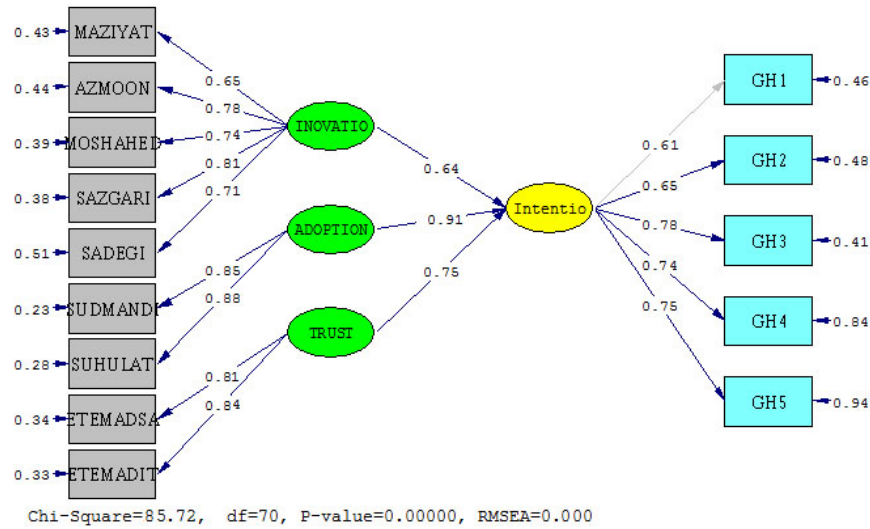 0.43 MAZIYAT
0.44 AZMOON
0.39 MOSHAHED
0.38 SAZGARI
0.51 SADEGI
0.23 SUDMANDI
0.28 SUHULAT
0.34 ETEMADSA
0.33 ETEMADIT
0.65
0.78
0.74
0.81
0.71
0.85
0.88
0.81
0.84
INOVATIO
ADOPTION
TRUST
0.64
0.91
0.75
Intentio
0.61
0.65
0.78
0.74
0.75
GH1 0.46
GH2 0.48
GH3 0.41
GH4 0.84
GH5 0.94
Chi-Square=85.72, df=70, P-value=0.00000, RMSEA=0.000